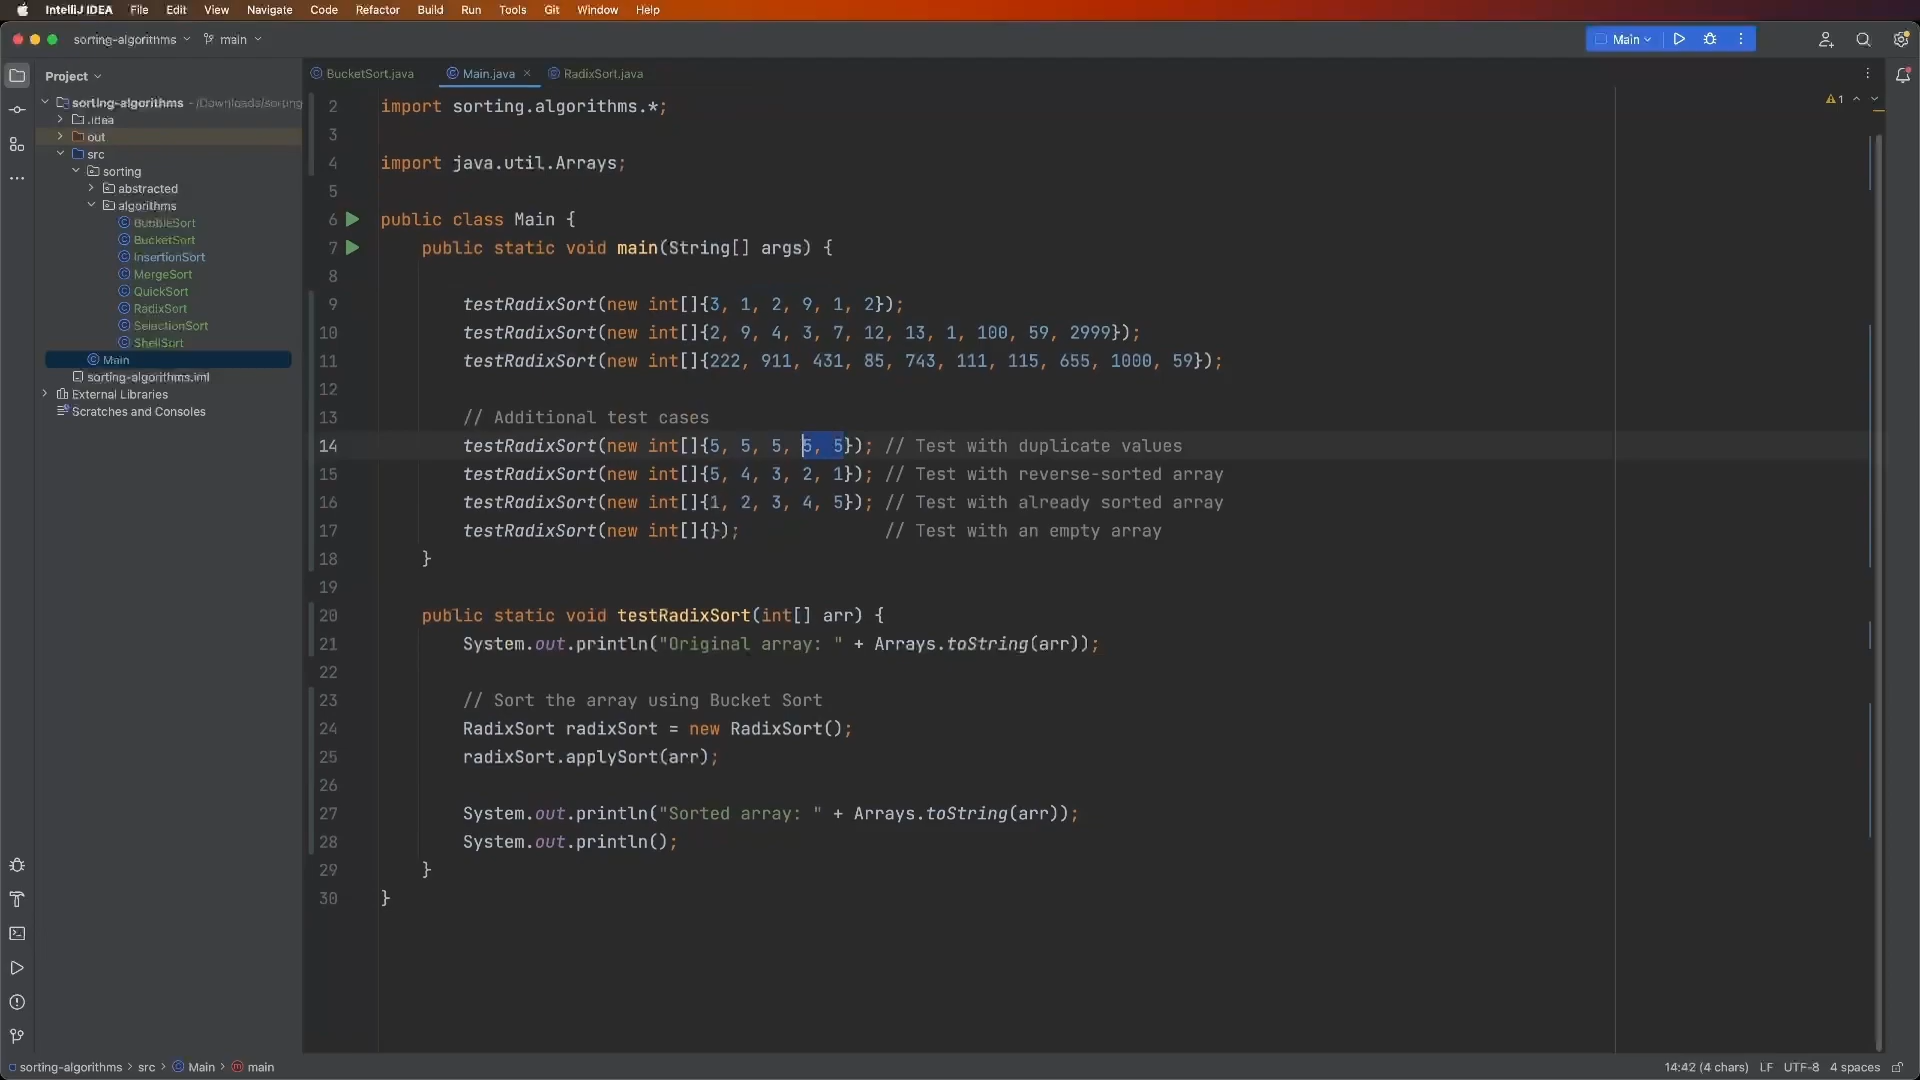 IntelliJ IDEA File Edit View Navigate Code Refactor Build Run Tools Git Window Help
sorting-algorithms main Main
Project
sorting-algorithms ~/Downloads/sorting
.idea
out
src
sorting
abstracted
algorithms
BubbleSort
BucketSort
InsertionSort
MergeSort
QuickSort
RadixSort
SelectionSort
ShellSort
Main
sorting-algorithms.iml
External Libraries
Scratches and Consoles
BucketSort.java Main.java RadixSort.java
1
2 import sorting.algorithms.*;
3
4 import java.util.Arrays;
5
6 public class Main {
7 public static void main(String[] args) {
8
9 testRadixSort(new int[]{3, 1, 2, 9, 1, 2});
10 testRadixSort(new int[]{2, 9, 4, 3, 7, 12, 13, 1, 100, 59, 2999});
11 testRadixSort(new int[]{222, 911, 431, 85, 743, 111, 115, 655, 1000, 59});
12
13 // Additional test cases
14 testRadixSort(new int[]{5, 5, 5, 5, 5}); // Test with duplicate values
15 testRadixSort(new int[]{5, 4, 3, 2, 1}); // Test with reverse-sorted array
16 testRadixSort(new int[]{1, 2, 3, 4, 5}); // Test with already sorted array
17 testRadixSort(new int[]{}); // Test with an empty array
18 }
19
20 public static void testRadixSort(int[] arr) {
21 System.out.println("Original array: " + Arrays.toString(arr));
22
23 // Sort the array using Bucket Sort
24 RadixSort radixSort = new RadixSort();
25 radixSort.applySort(arr);
26
27 System.out.println("Sorted array: " + Arrays.toString(arr));
28 System.out.println();
29 }
30 }
sorting-algorithms > src > Main > main 14:42 (4 chars) LF UTF-8 4 spaces